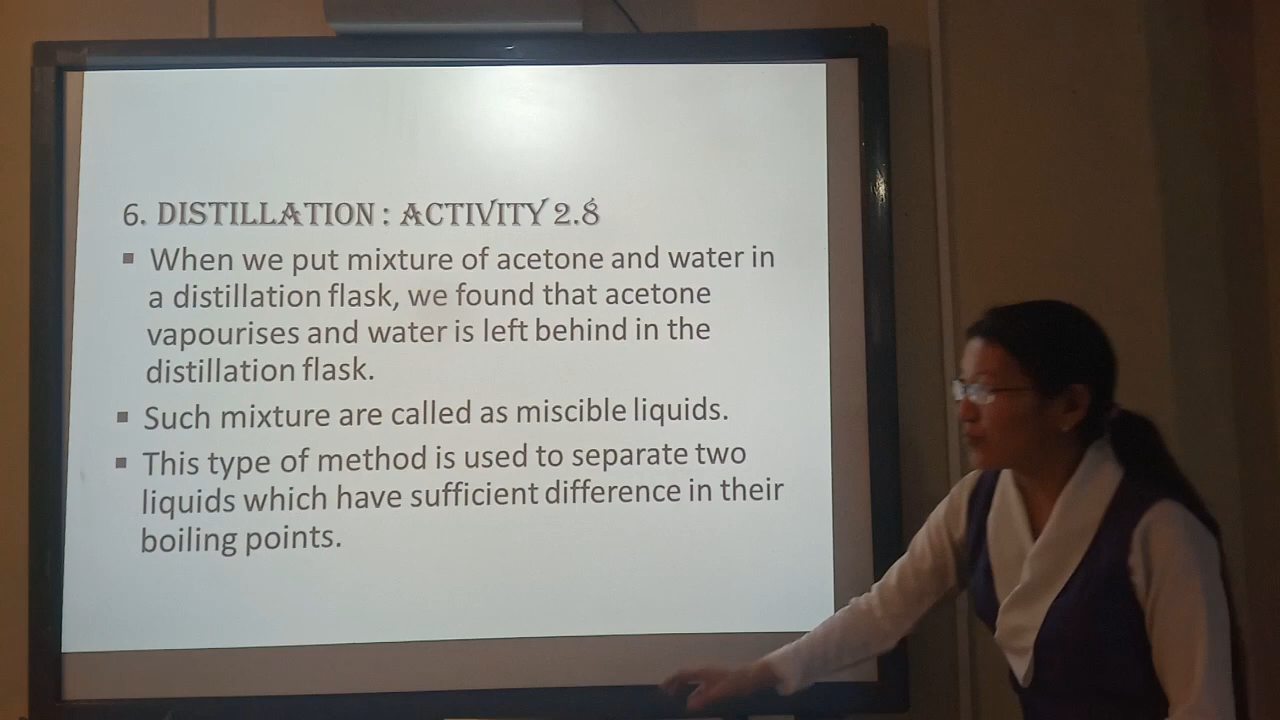 6. DISTILLATION : ACTIVITY 2.8
▪ When we put mixture of acetone and water in
a distillation flask, we found that acetone
vapourises and water is left behind in the
distillation flask.
▪ Such mixture are called as miscible liquids.
▪ This type of method is used to separate two
liquids which have sufficient difference in their
boiling points.